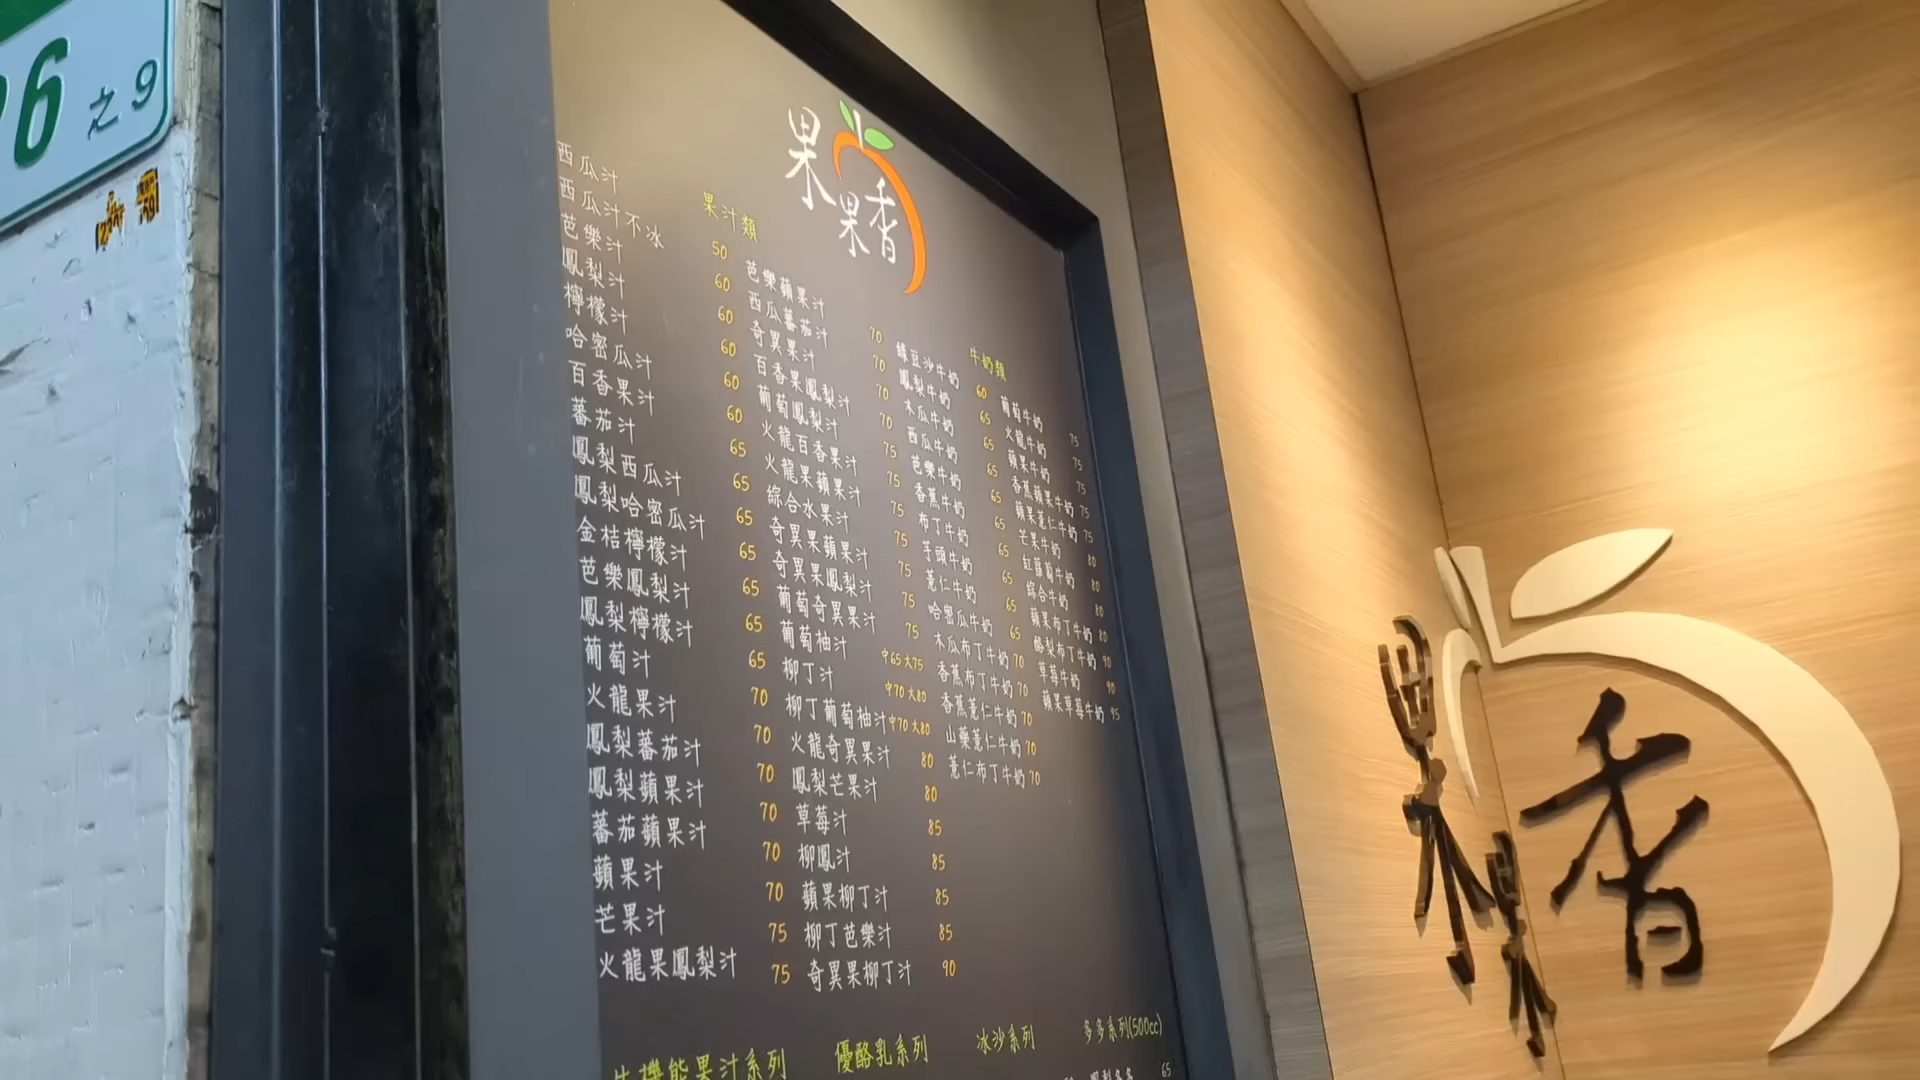 26之9
果果香
果汁類
西瓜汁 50
西瓜汁不冰 60
芭樂汁 60
鳳梨汁 60
檸檬汁 60
哈密瓜汁 60
百香果汁 65
蕃茄汁 65
鳳梨西瓜汁 65
鳳梨哈密瓜汁 65
金桔檸檬汁 65
芭樂鳳梨汁 65
鳳梨檸檬汁 65
葡萄汁 70
火龍果汁 70
鳳梨蕃茄汁 70
鳳梨蘋果汁 70
蕃茄蘋果汁 70
蘋果汁 70
芒果汁 75
火龍果鳳梨汁 75
芭樂蘋果汁 70
西瓜蕃茄汁 70
奇異果汁 70
百香果鳳梨汁 70
葡萄鳳梨汁 75
火龍百香果汁 75
火龍果蘋果汁 75
綜合水果汁 75
奇異果蘋果汁 75
奇異果鳳梨汁 75
葡萄奇異果汁 75
葡萄柚汁 中65大75
柳丁汁 中70大80
柳丁葡萄柚汁 中70大80
火龍奇異果汁 80
鳳梨芒果汁 80
草莓汁 85
柳鳳汁 85
蘋果柳丁汁 85
柳丁芭樂汁 85
奇異果柳丁汁 90
牛奶類
綠豆沙牛奶 60
鳳梨牛奶 65
木瓜牛奶 65
西瓜牛奶 65
芭樂牛奶 65
香蕉牛奶 65
布丁牛奶 65
芋頭牛奶 65
薏仁牛奶 65
哈密瓜牛奶 65
木瓜布丁牛奶 70
香蕉布丁牛奶 70
香蕉薏仁牛奶 70
山藥薏仁牛奶 70
薏仁布丁牛奶 70
葡萄牛奶 75
火龍牛奶 75
蘋果牛奶 75
香蕉蘋果牛奶 75
蘋果薏仁牛奶 75
芒果牛奶 80
紅蘿蔔牛奶 80
綜合牛奶 80
蘋果布丁牛奶 80
酪梨布丁牛奶 90
草莓牛奶 90
蘋果草莓牛奶 95
機能果汁系列
優酪乳系列
冰沙系列
多多系列(500cc)
鳳梨多多 65
果果香